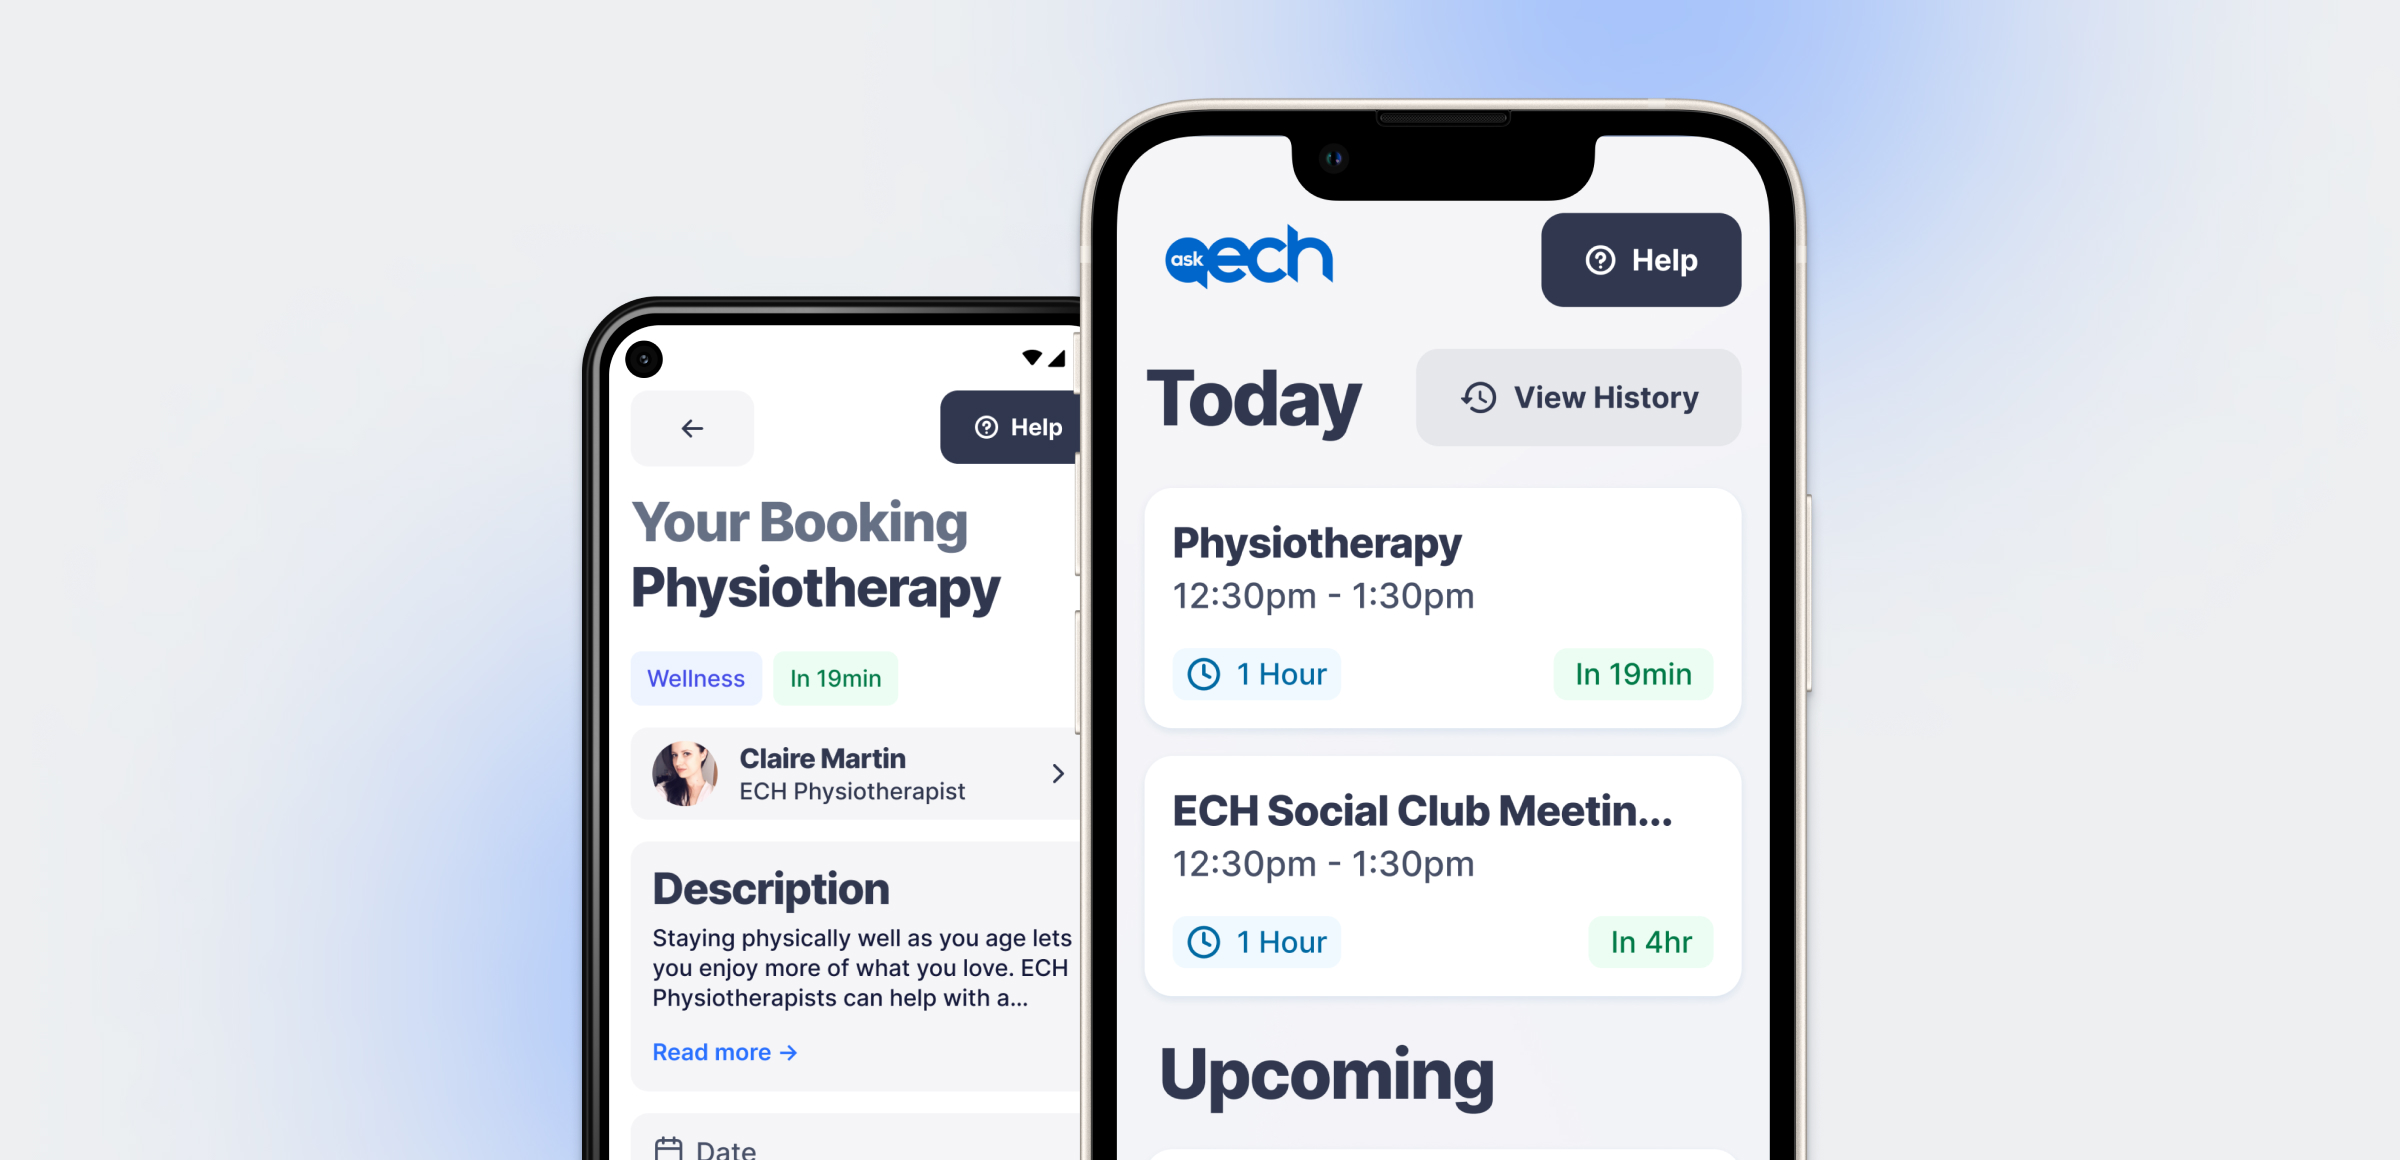 Help
Your Booking
Physiotherapy
Wellness
In 19min
Claire Martin
ECH Physiotherapist
Description
Staying physically well as you age lets
you enjoy more of what you love. ECH
Physiotherapists can help with a...
Read more →
Date
ask ech
Help
Today
View History
Physiotherapy
12:30pm - 1:30pm
1 Hour
In 19min
ECH Social Club Meetin...
12:30pm - 1:30pm
1 Hour
In 4hr
Upcoming